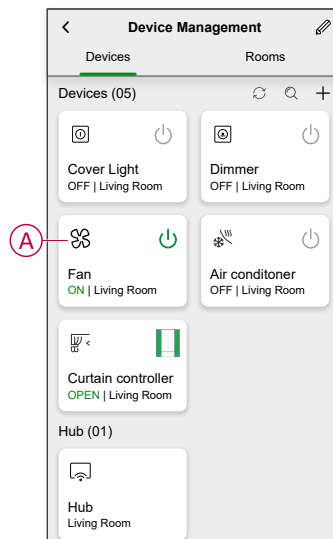 Device Management
Devices
Rooms
Devices (05)
Cover Light
OFF | Living Room
Dimmer
OFF | Living Room
A
Fan
ON | Living Room
Air conditoner
OFF | Living Room
Curtain controller
OPEN | Living Room
Hub (01)
Hub
Living Room